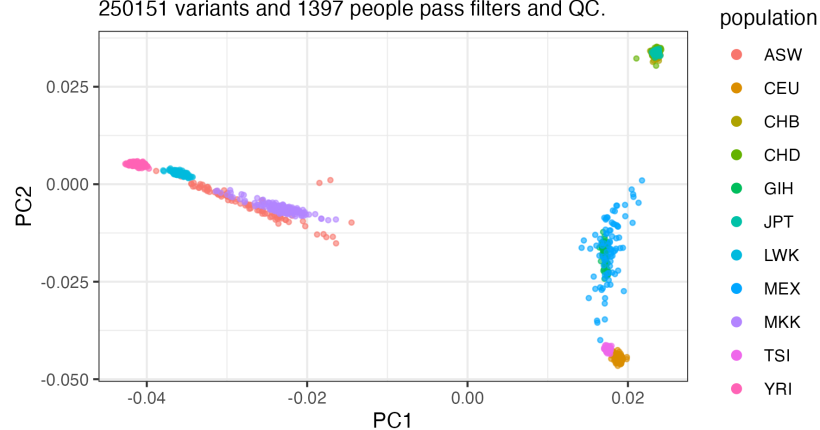 250151 variants and 1397 people pass filters and QC.
population
ASW
CEU
CHB
CHD
GIH
JPT
LWK
MEX
MKK
TSI
YRI
PC2
0.025
0.000
-0.025
-0.050
-0.04
-0.02
0.00
0.02
PC1